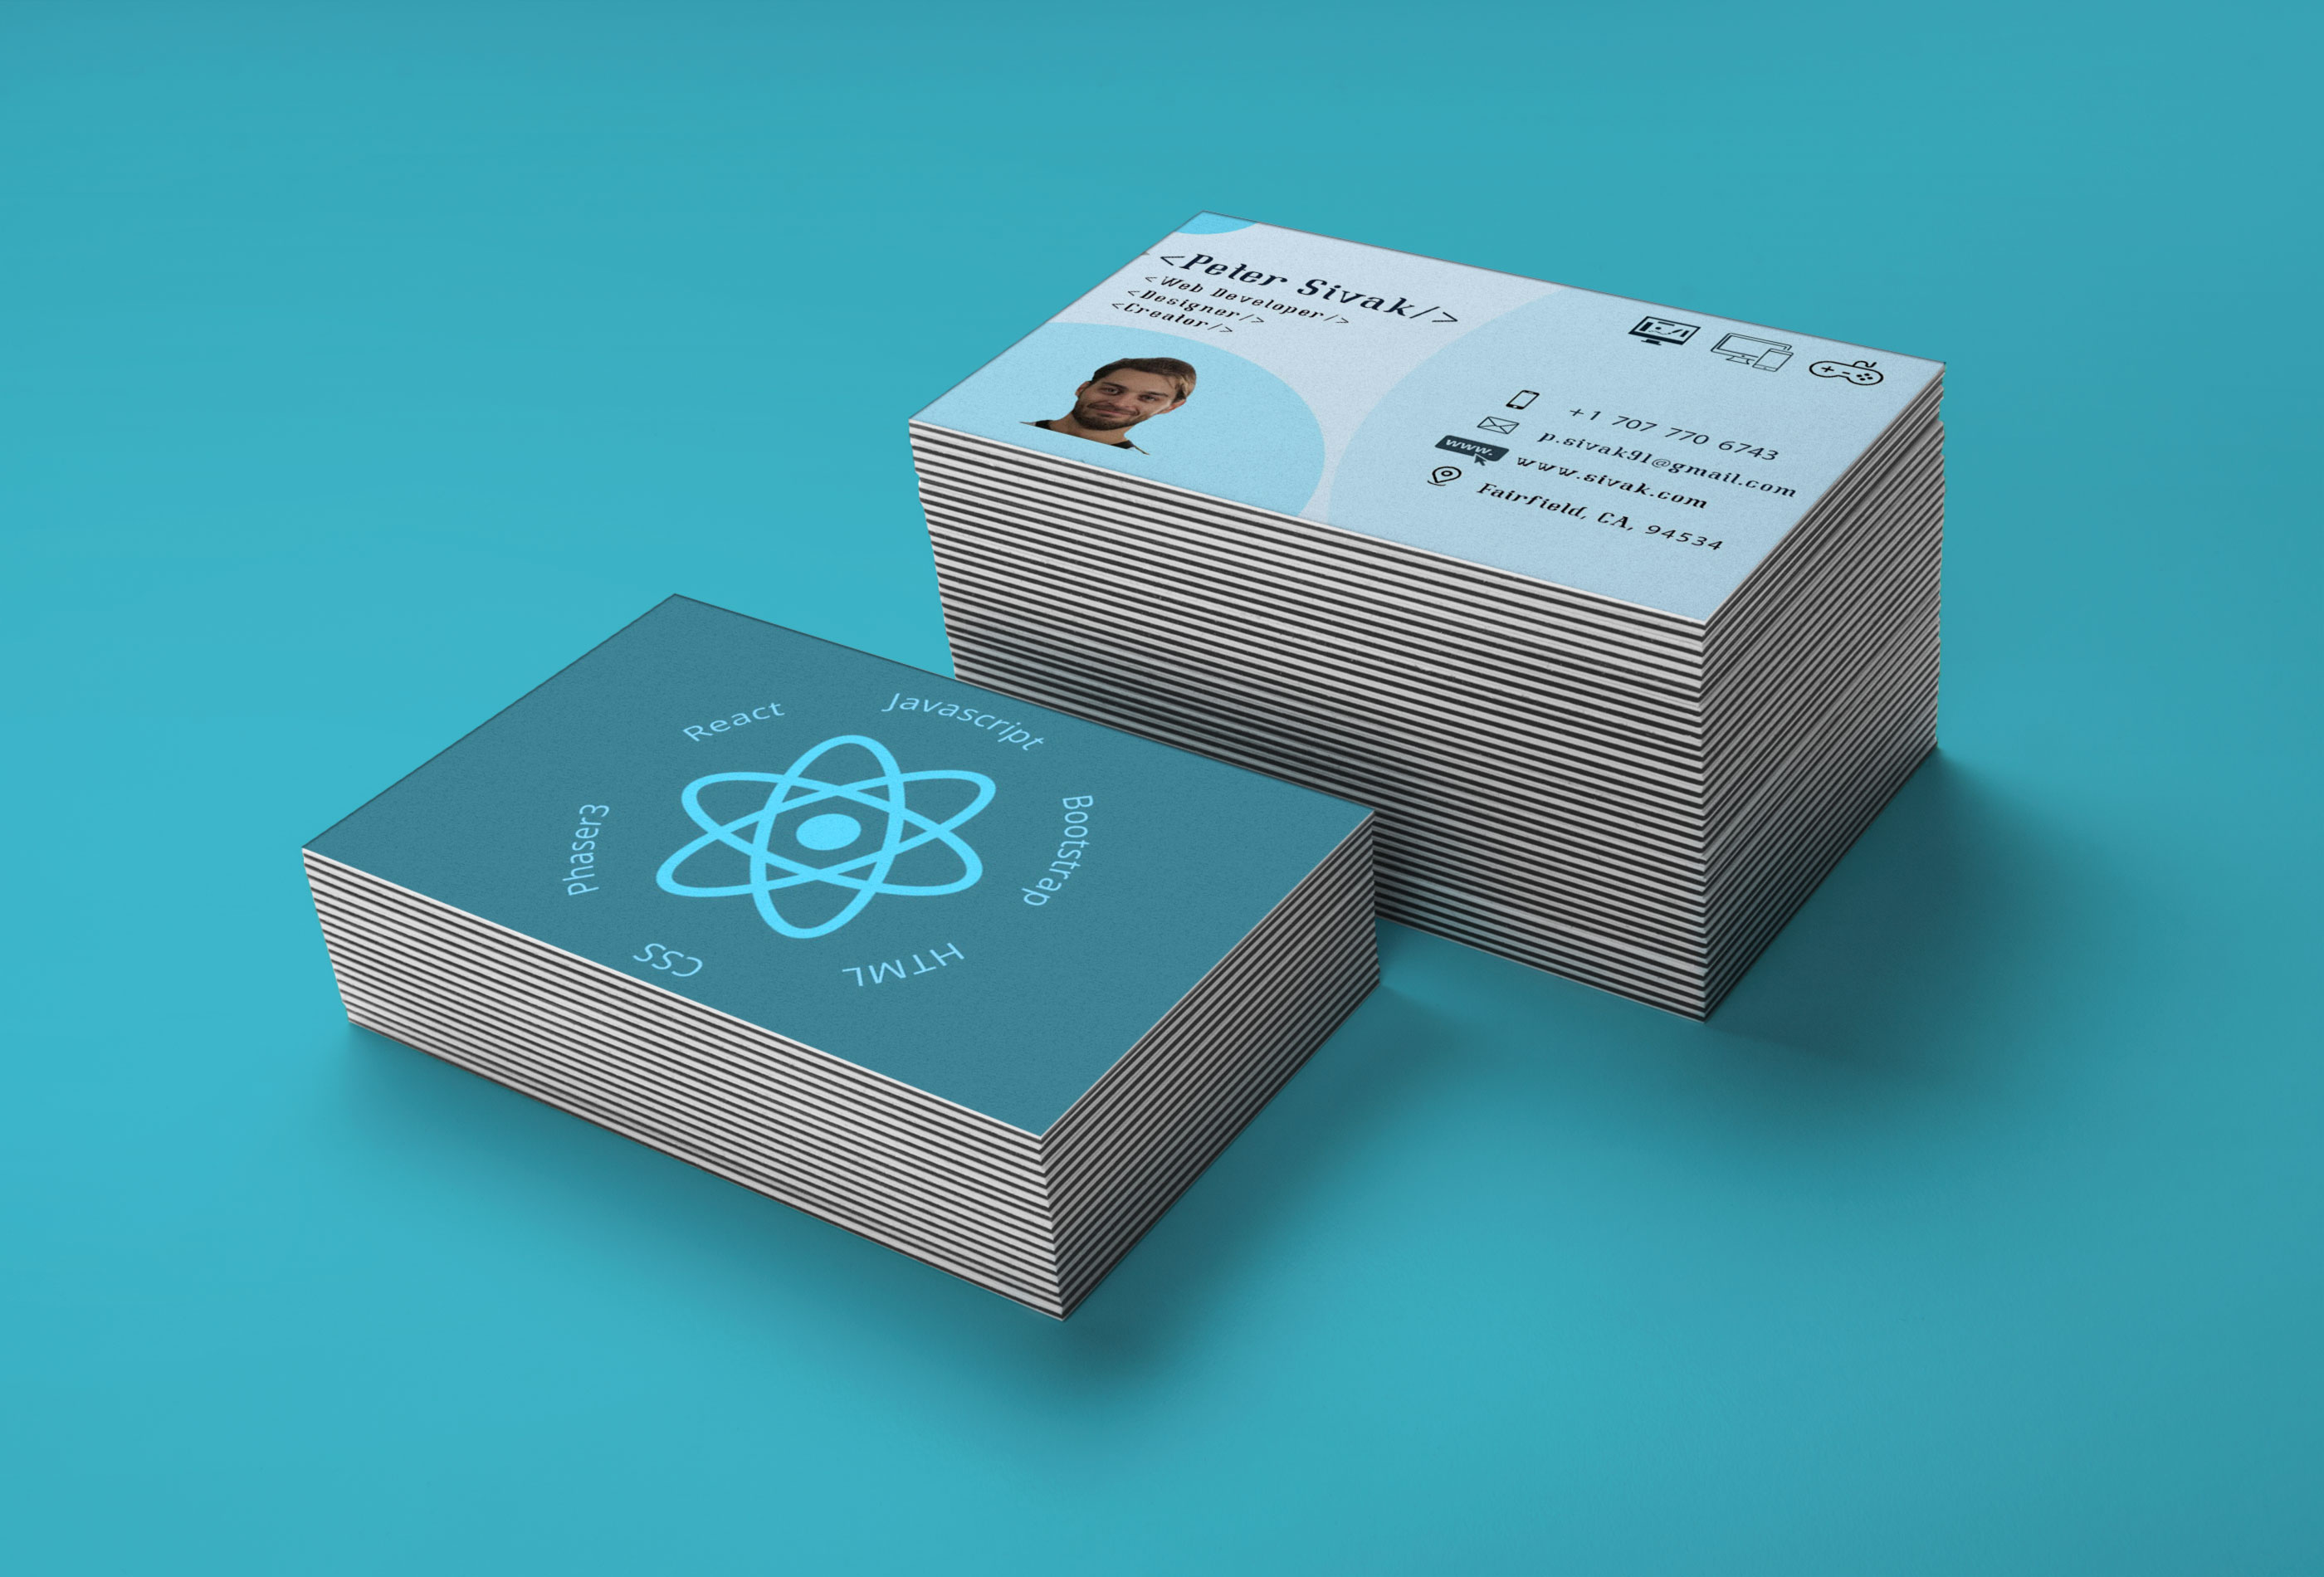 <Peter Sivak/>
<Web Developer/>
<Designer/>
<Creator/>
+1 707 770 6743
p.sivak91@gmail.com
www.
www.sivak.com
Fairfield, CA, 94534
React
Javascript
Bootstrap
HTML
CSS
Phaser3